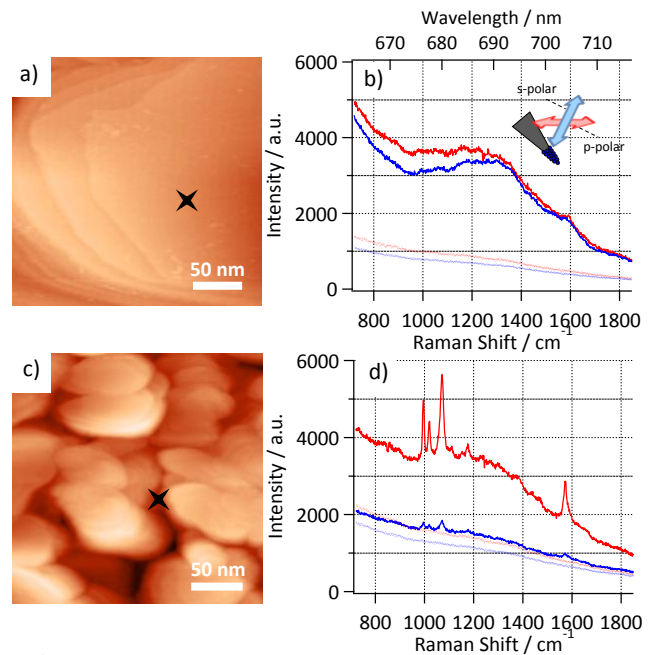 a)
50 nm
Wavelength / nm
670 680 690 700 710
b)
s-polar
p-polar
Intensity / a.u.
6000
4000
2000
0
800 1000 1200 1400 1600 1800
Raman Shift / cm-1
c)
50 nm
d)
Intensity / a.u.
6000
4000
2000
0
800 1000 1200 1400 1600 1800
Raman Shift / cm-1